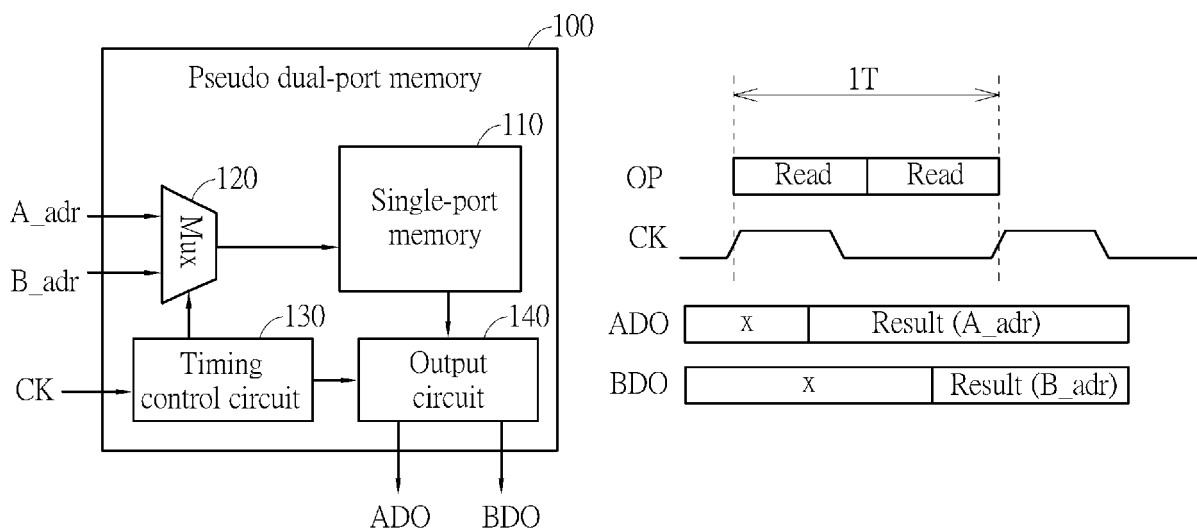 100
Pseudo dual-port memory
110
120
Single-port
memory
A_adr
Mux
B_adr
130
140
CK
Timing
control circuit
Output
circuit
ADO
BDO
1T
OP
Read
Read
CK
ADO
x
Result (A_adr)
BDO
x
Result (B_adr)